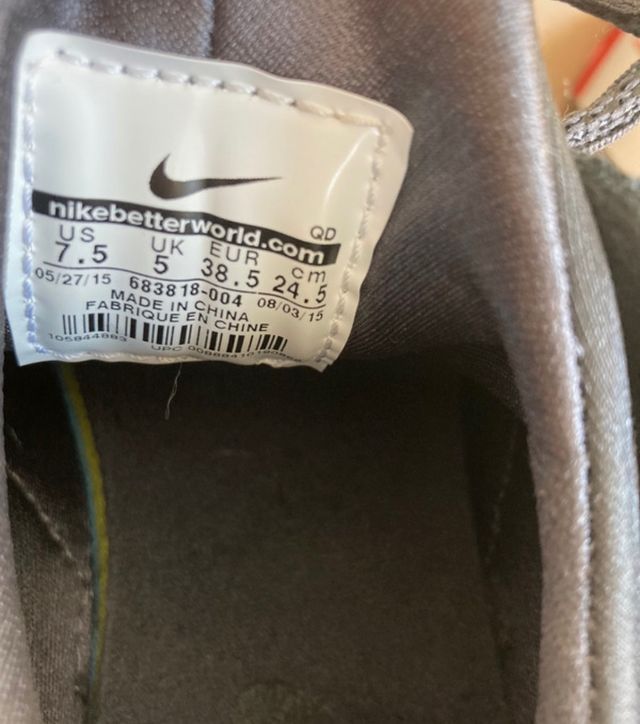 nikebetterworld.com
QD
US UK EUR cm
7.5 5 38.5 24.5
05/27/15 683818-004 08/03/15
MADE IN CHINA
FABRIQUE EN CHINE
UPC